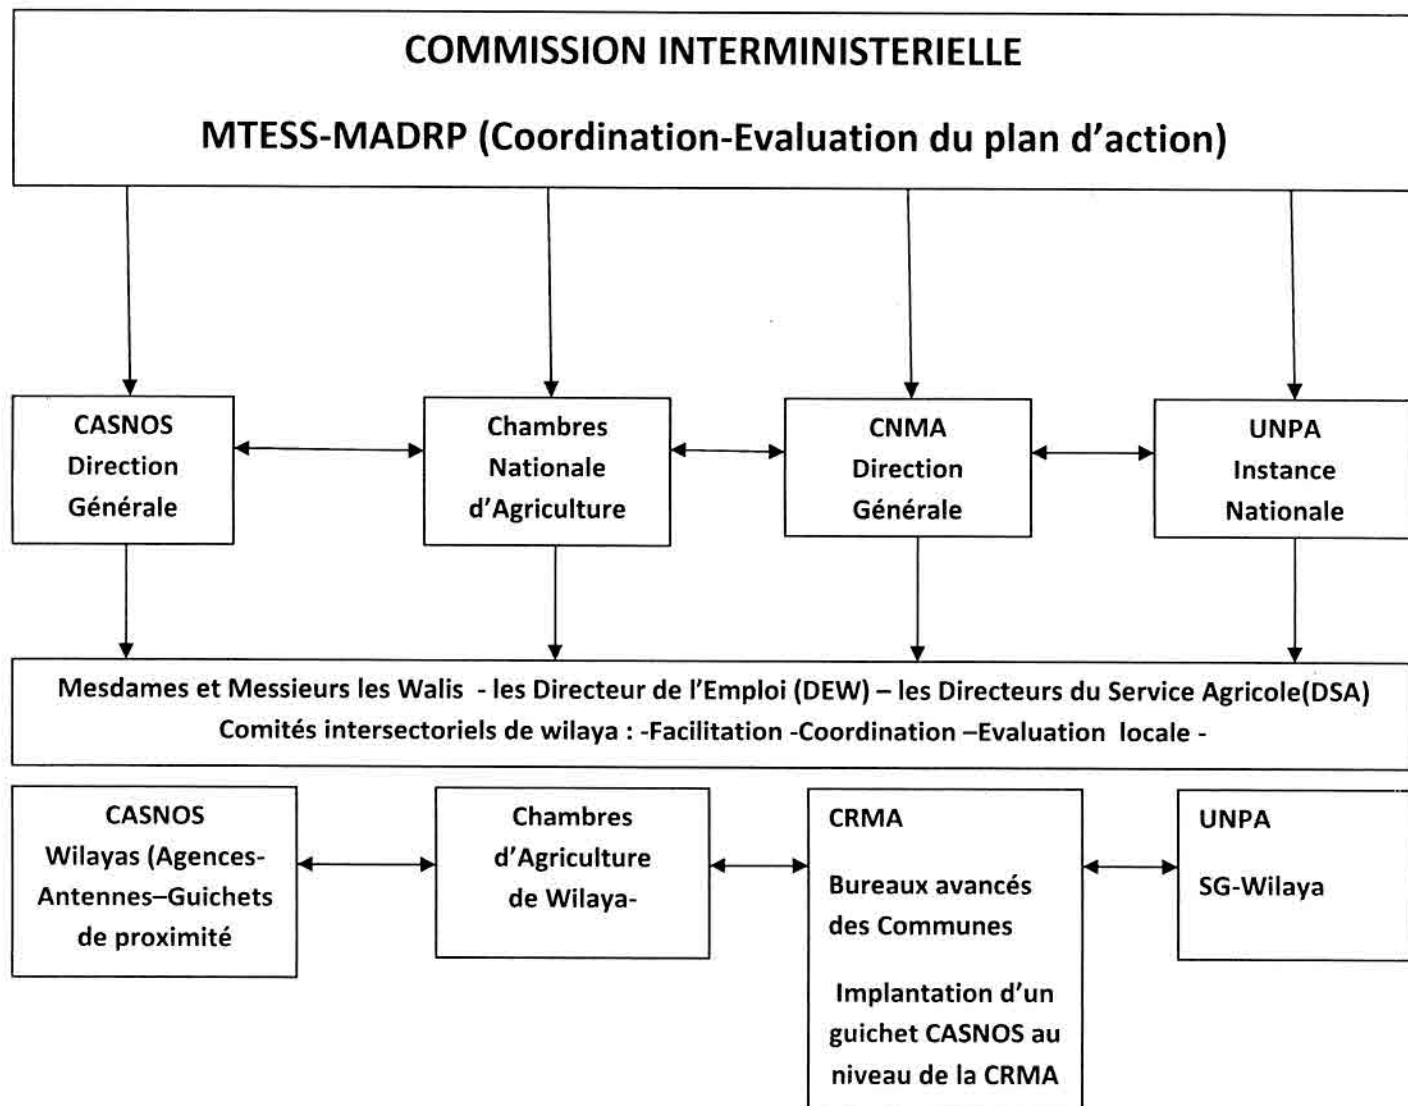 COMMISSION INTERMINISTERIELLE
MTESS-MADRP (Coordination-Evaluation du plan d’action)
CASNOS
Direction
Générale
Chambres
Nationale
d’Agriculture
CNMA
Direction
Générale
UNPA
Instance
Nationale
Mesdames et Messieurs les Walis - les Directeur de l’Emploi (DEW) – les Directeurs du Service Agricole(DSA)
Comités intersectoriels de wilaya : -Facilitation -Coordination –Evaluation locale -
CASNOS
Wilayas (Agences-
Antennes–Guichets
de proximité
Chambres
d’Agriculture
de Wilaya-
CRMA
Bureaux avancés
des Communes
Implantation d’un
guichet CASNOS au
niveau de la CRMA
UNPA
SG-Wilaya